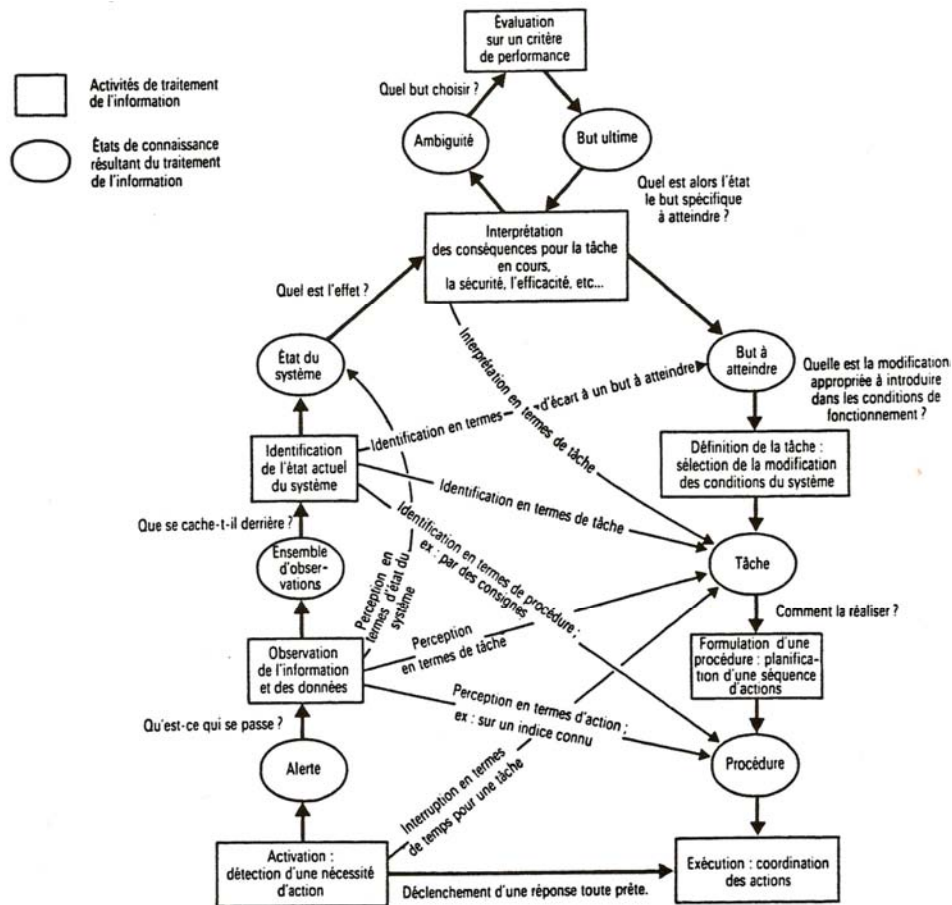 Évaluation
sur un critère
de performance
Activités de traitement
de l'information
Quel but choisir ?
États de connaissance
résultant du traitement
de l'information
Ambiguïté
But ultime
Quel est alors l'état
le but spécifique
à atteindre ?
Interprétation
des conséquences pour la tâche
en cours,
la sécurité, l'efficacité, etc...
Quel est l'effet ?
État du
système
Interprétation en termes de tâche
But à
atteindre
Quelle est la modification
appropriée à introduire
dans les conditions de
fonctionnement ?
Identification en termes d'écart à un but à atteindre
Identification
de l'état actuel
du système
Définition de la tâche :
sélection de la modification
des conditions du système
Identification en termes de tâche
Que se cache-t-il derrière ?
Identification en termes de procédure ;
ex : par des consignes
Ensemble
d'obser-
vations
Perception en
termes d'état du
système
Tâche
Comment la réaliser ?
Perception
en termes de tâche
Observation
de l'information
et des données
Formulation d'une
procédure : planifica-
tion d'une séquence
d'actions
Perception en termes d'action ;
ex : sur un indice connu
Qu'est-ce qui se passe ?
Alerte
Procédure
Interruption en termes
de temps pour une tâche
Activation :
détection d'une nécessité
d'action
Exécution : coordination
des actions
Déclenchement d'une réponse toute prête.